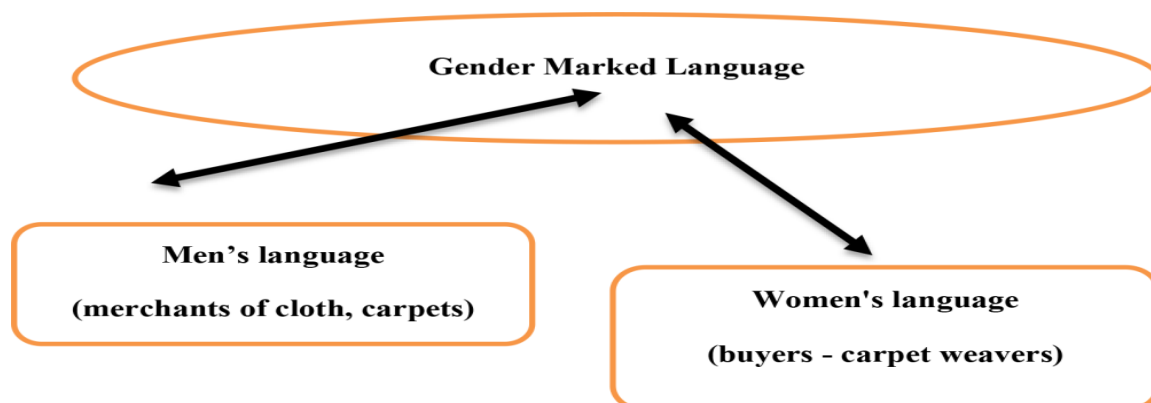 Gender Marked Language
Men’s language
(merchants of cloth, carpets)
Women's language
(buyers - carpet weavers)